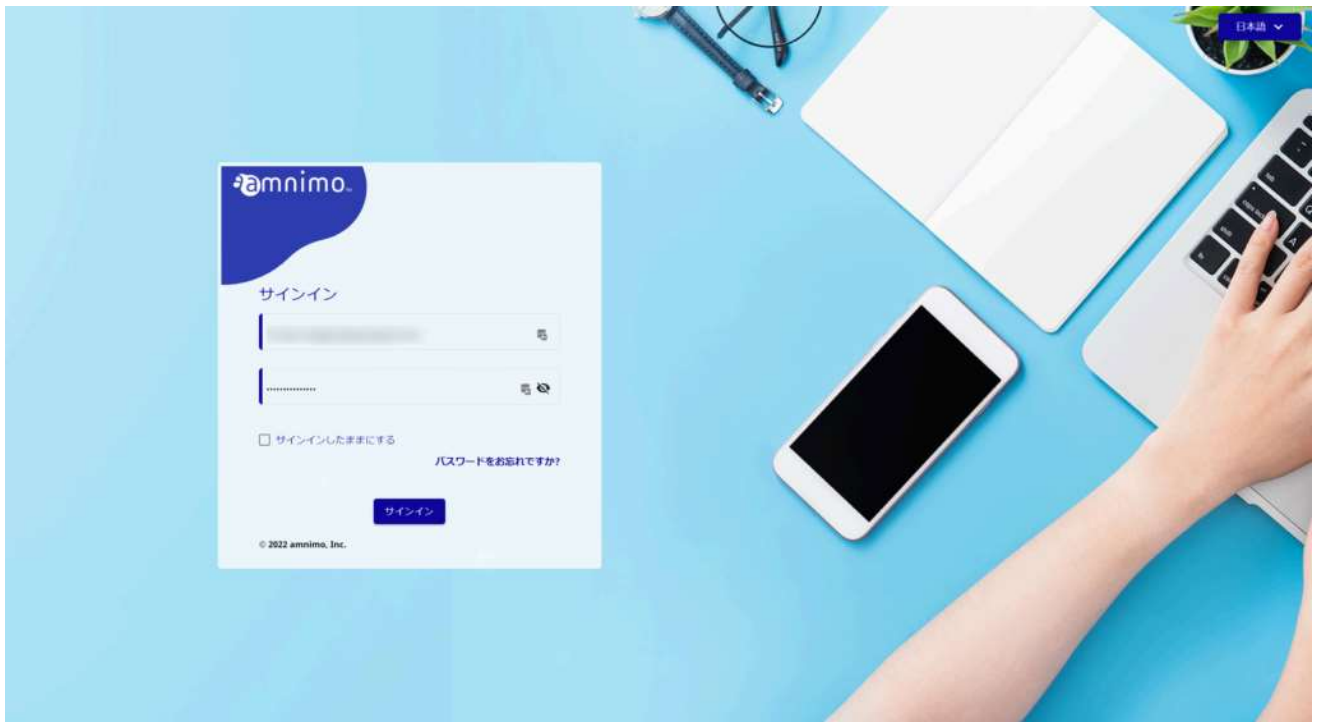 日本語
amnimo
サインイン
サインインしたままにする
パスワードをお忘れですか?
サインイン
© 2022 amnimo, Inc.